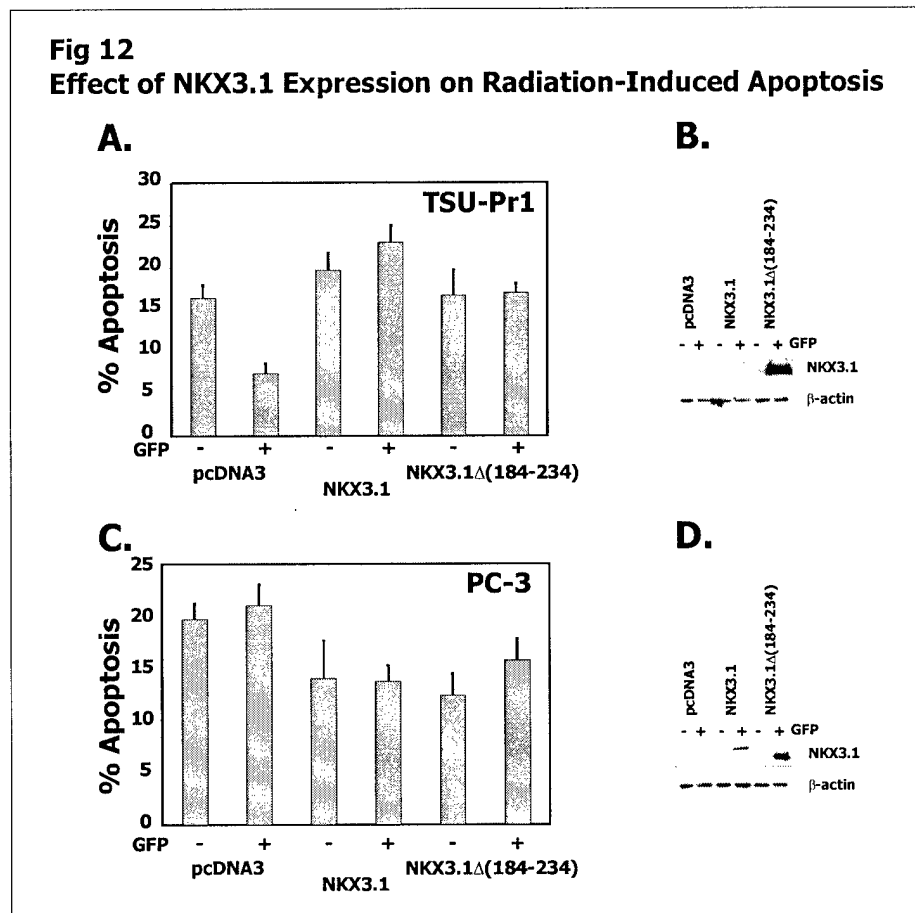 Fig 12
Effect of NKX3.1 Expression on Radiation-Induced Apoptosis
A.
30
25
20
15
10
5
0
% Apoptosis
TSU-Pr1
GFP - + - + - +
pcDNA3 NKX3.1 NKX3.1Δ(184-234)
B.
pcDNA3
NKX3.1
NKX3.1Δ(184-234)
- + - + - + GFP
NKX3.1
β-actin
C.
25
20
15
10
5
0
% Apoptosis
PC-3
GFP - + - + - +
pcDNA3 NKX3.1 NKX3.1Δ(184-234)
D.
pcDNA3
NKX3.1
NKX3.1Δ(184-234)
- + - + - + GFP
NKX3.1
β-actin